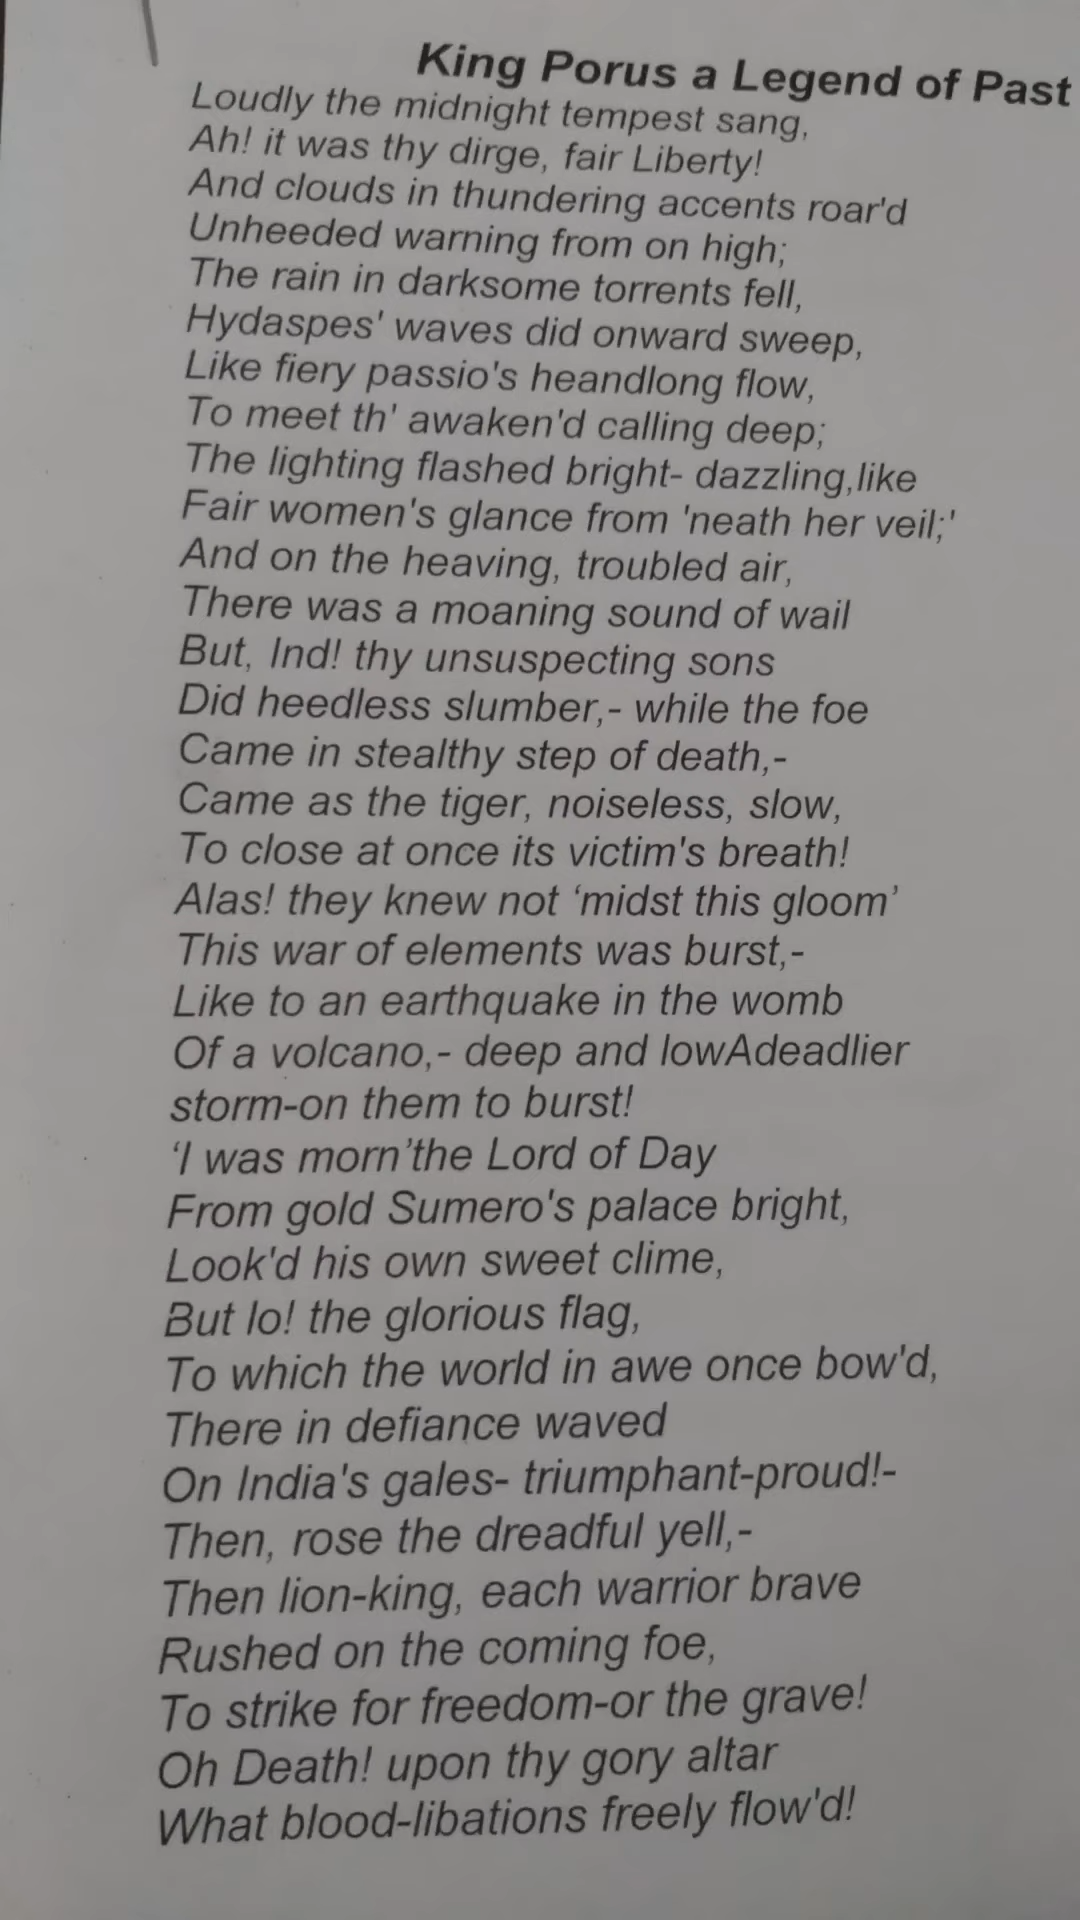 King Porus a Legend of Past
Loudly the midnight tempest sang,
Ah! it was thy dirge, fair Liberty!
And clouds in thundering accents roar'd
Unheeded warning from on high;
The rain in darksome torrents fell,
Hydaspes' waves did onward sweep,
Like fiery passio's heandlong flow,
To meet th' awaken'd calling deep;
The lighting flashed bright- dazzling,like
Fair women's glance from 'neath her veil;'
And on the heaving, troubled air,
There was a moaning sound of wail
But, Ind! thy unsuspecting sons
Did heedless slumber,- while the foe
Came in stealthy step of death,-
Came as the tiger, noiseless, slow,
To close at once its victim's breath!
Alas! they knew not ‘midst this gloom’
This war of elements was burst,-
Like to an earthquake in the womb
Of a volcano,- deep and lowAdeadlier
storm-on them to burst!
‘I was morn’the Lord of Day
From gold Sumero's palace bright,
Look'd his own sweet clime,
But lo! the glorious flag,
To which the world in awe once bow'd,
There in defiance waved
On India's gales- triumphant-proud!-
Then, rose the dreadful yell,-
Then lion-king, each warrior brave
Rushed on the coming foe,
To strike for freedom-or the grave!
Oh Death! upon thy gory altar
What blood-libations freely flow'd!